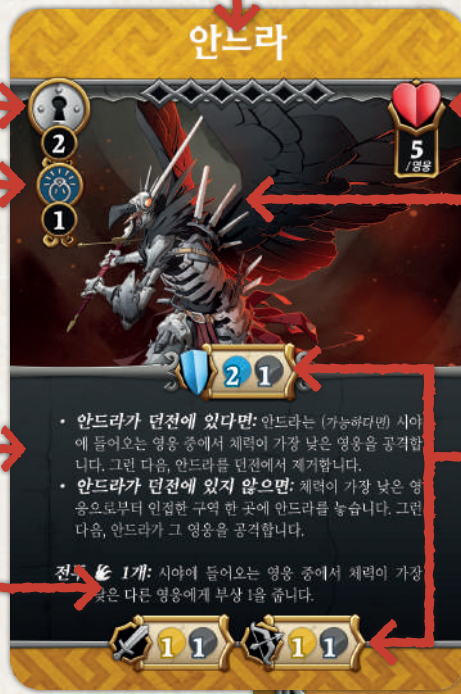 안드라
2
1
5
/영웅
2 1
• 안드라가 던전에 있다면: 안드라는 (가능하다면) 시야
에 들어오는 영웅 중에서 체력이 가장 낮은 영웅을 공격합
니다. 그런 다음, 안드라를 던전에서 제거합니다.
• 안드라가 던전에 있지 않으면: 체력이 가장 낮은 영
웅으로부터 인접한 구역 한 곳에 안드라를 놓습니다. 그런
다음, 안드라가 그 영웅을 공격합니다.
1개: 시야에 들어오는 영웅 중에서 체력이 가장
낮은 다른 영웅에게 부상 1을 줍니다.
1 1 1 1